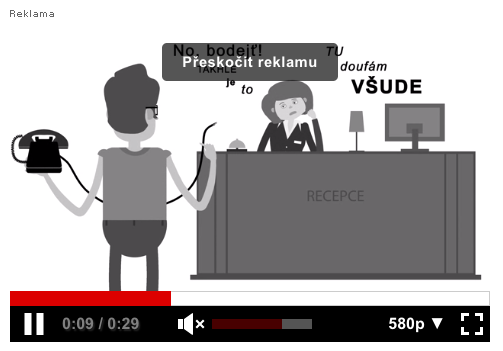 Reklama
No, bodejť!
TAKHLE
je
to
TU
doufám
VŠUDE
Přeskočit reklamu
RECEPCE
0:09 / 0:29
580p ▼